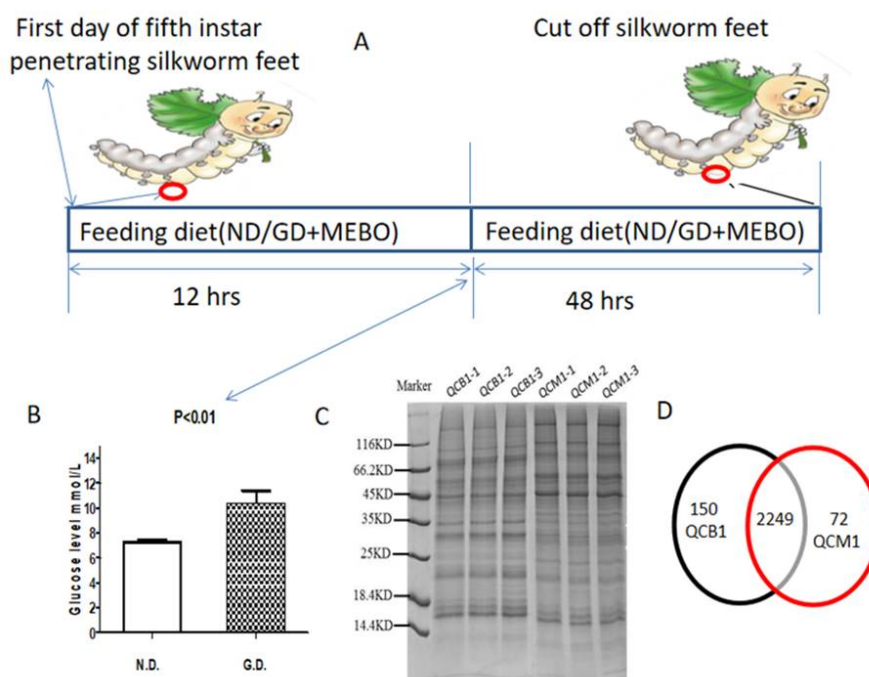 First day of fifth instar
penetrating silkworm feet
A
Cut off silkworm feet
Feeding diet(ND/GD+MEBO)
Feeding diet(ND/GD+MEBO)
12 hrs
48 hrs
B
P<0.01
Glucose level mmol/L
14
12
10
8
6
4
2
0
N.D.
G.D.
C
Marker
QCB1-1
QCB1-2
QCB1-3
QCM1-1
QCM1-2
QCM1-3
116KD
66.2KD
45KD
35KD
25KD
18.4KD
14.4KD
D
150
QCB1
2249
72
QCM1